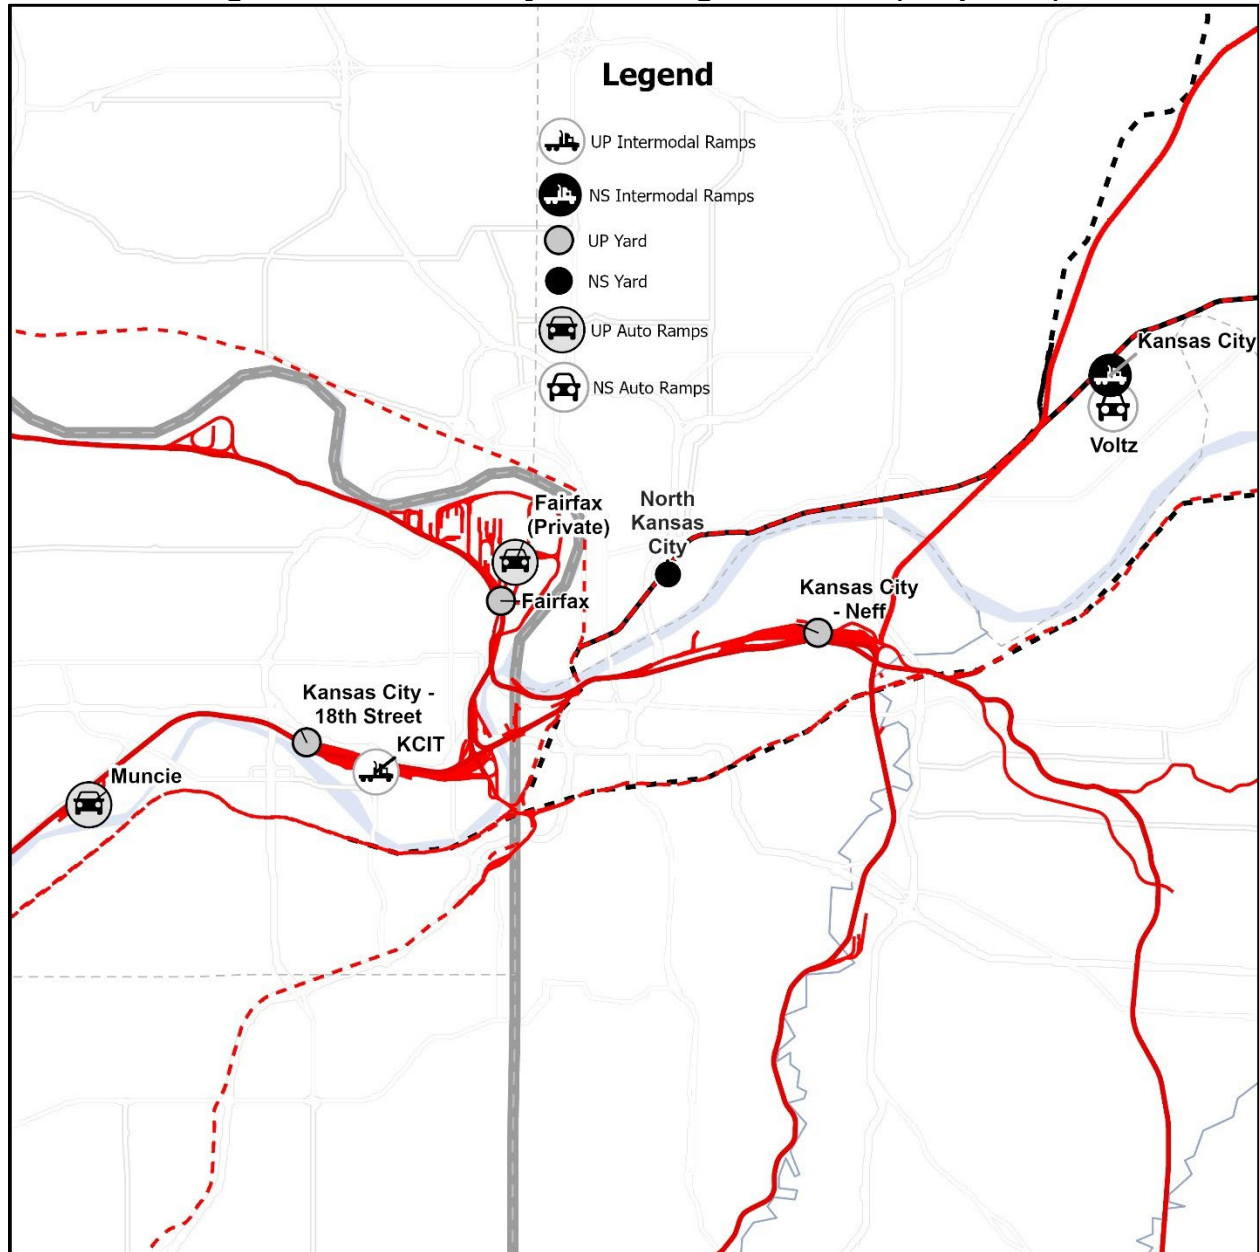 Legend
UP Intermodal Ramps
NS Intermodal Ramps
UP Yard
NS Yard
UP Auto Ramps
NS Auto Ramps
Kansas City
Voltz
Fairfax
(Private)
North
Kansas
City
Fairfax
Kansas City
- Neff
Kansas City -
18th Street
KCIT
Muncie